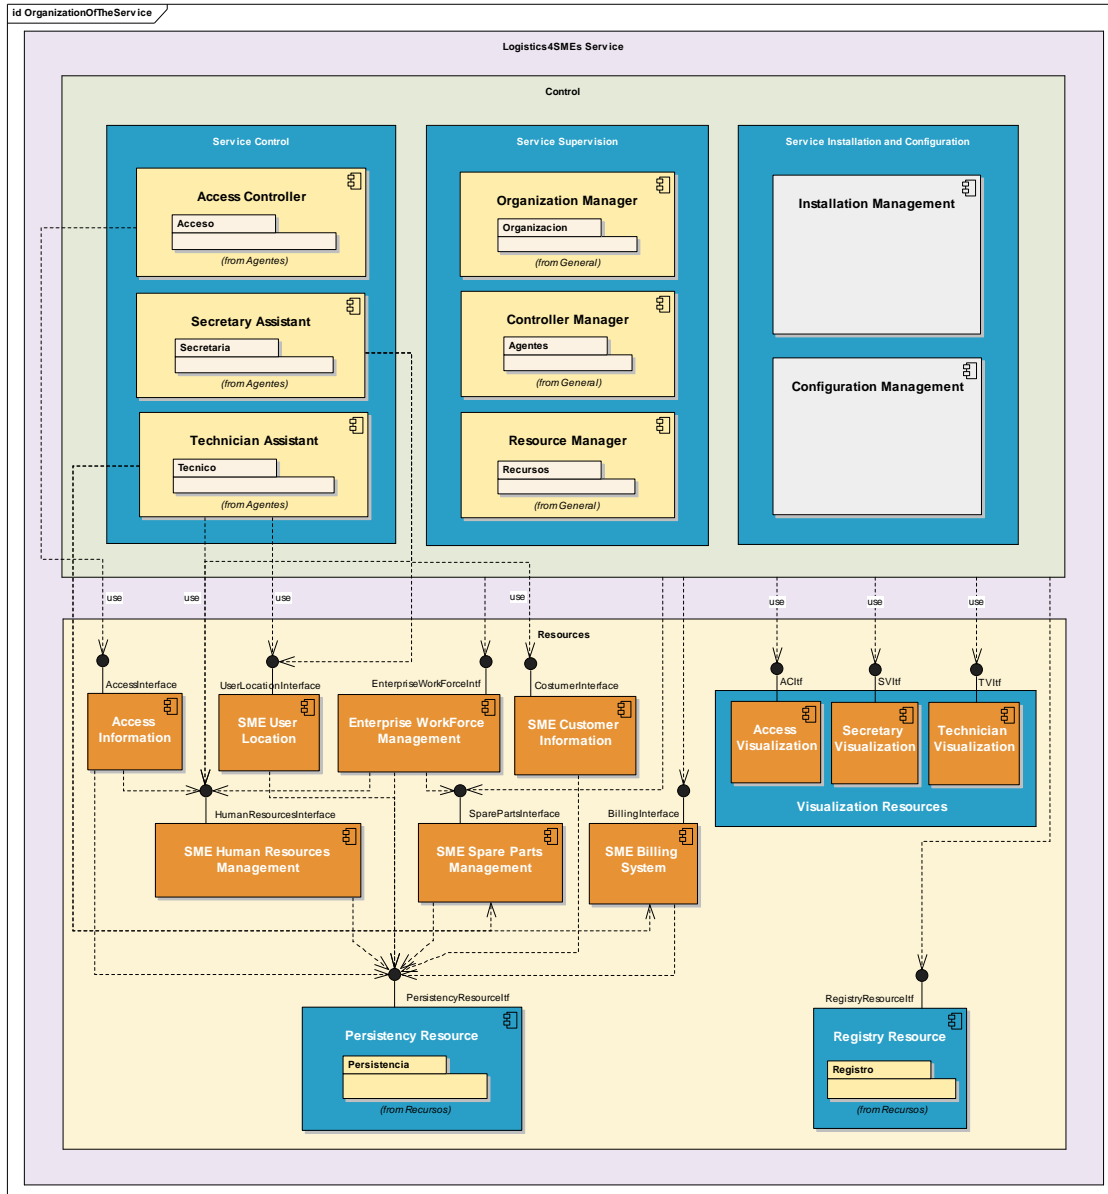 id OrganizationOfTheService
Logistics4SMEs Service
Control
Service Control
Access Controller
Acceso
(from Agentes)
Secretary Assistant
Secretaria
(from Agentes)
Technician Assistant
Tecnico
(from Agentes)
Service Supervision
Organization Manager
Organizacion
(from General)
Controller Manager
Agentes
(from General)
Resource Manager
Recursos
(from General)
Service Installation and Configuration
Installation Management
Configuration Management
use
use
use
use
use
use
Resources
AccessInterface
Access
Information
UserLocationInterface
SME User
Location
EnterpriseWorkForceIntf
Enterprise WorkForce
Management
CostumerInterface
SME Customer
Information
ACItf
Access
Visualization
SVItf
Secretary
Visualization
TVItf
Technician
Visualization
Visualization Resources
HumanResourcesInterface
SME Human Resources
Management
SparePartsInterface
SME Spare Parts
Management
BillingInterface
SME Billing
System
PersistencyResourceItf
Persistency Resource
Persistencia
(from Recursos)
RegistryResourceItf
Registry Resource
Registro
(from Recursos)